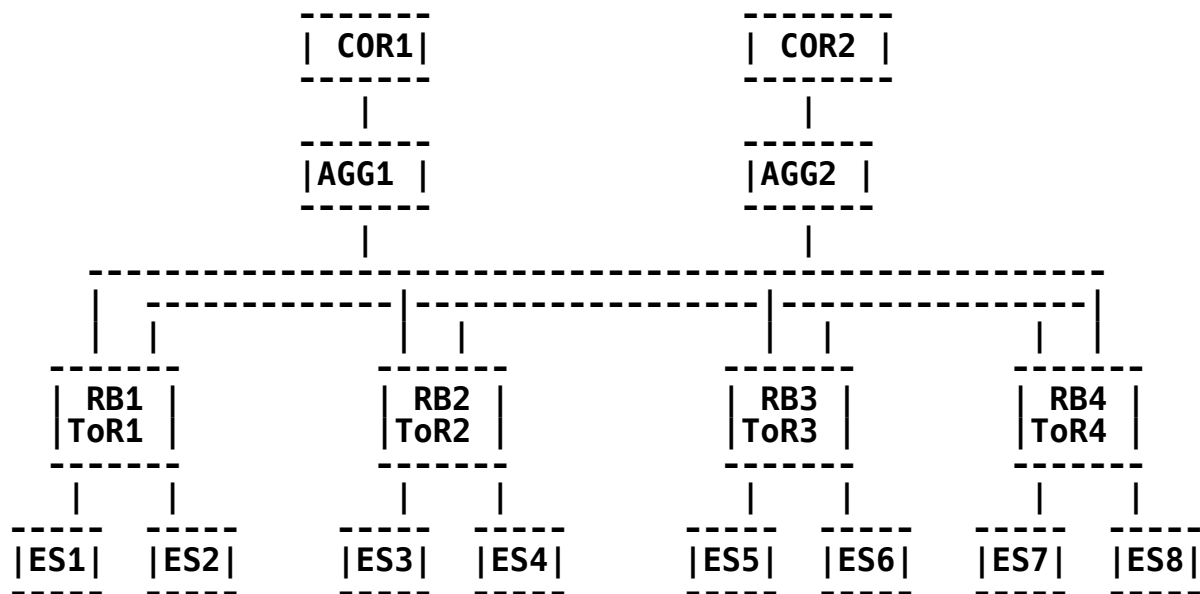 COR1 COR2
AGG1 AGG2
RB1 RB2 RB3 RB4
ToR1 ToR2 ToR3 ToR4
ES1 ES2 ES3 ES4 ES5 ES6 ES7 ES8